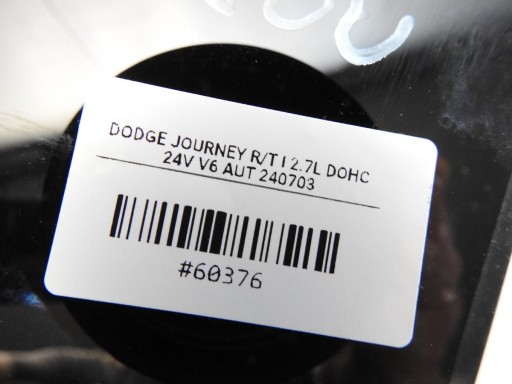 DODGE JOURNEY R/T I 2.7L DOHC
24V V6 AUT 240703
#60376